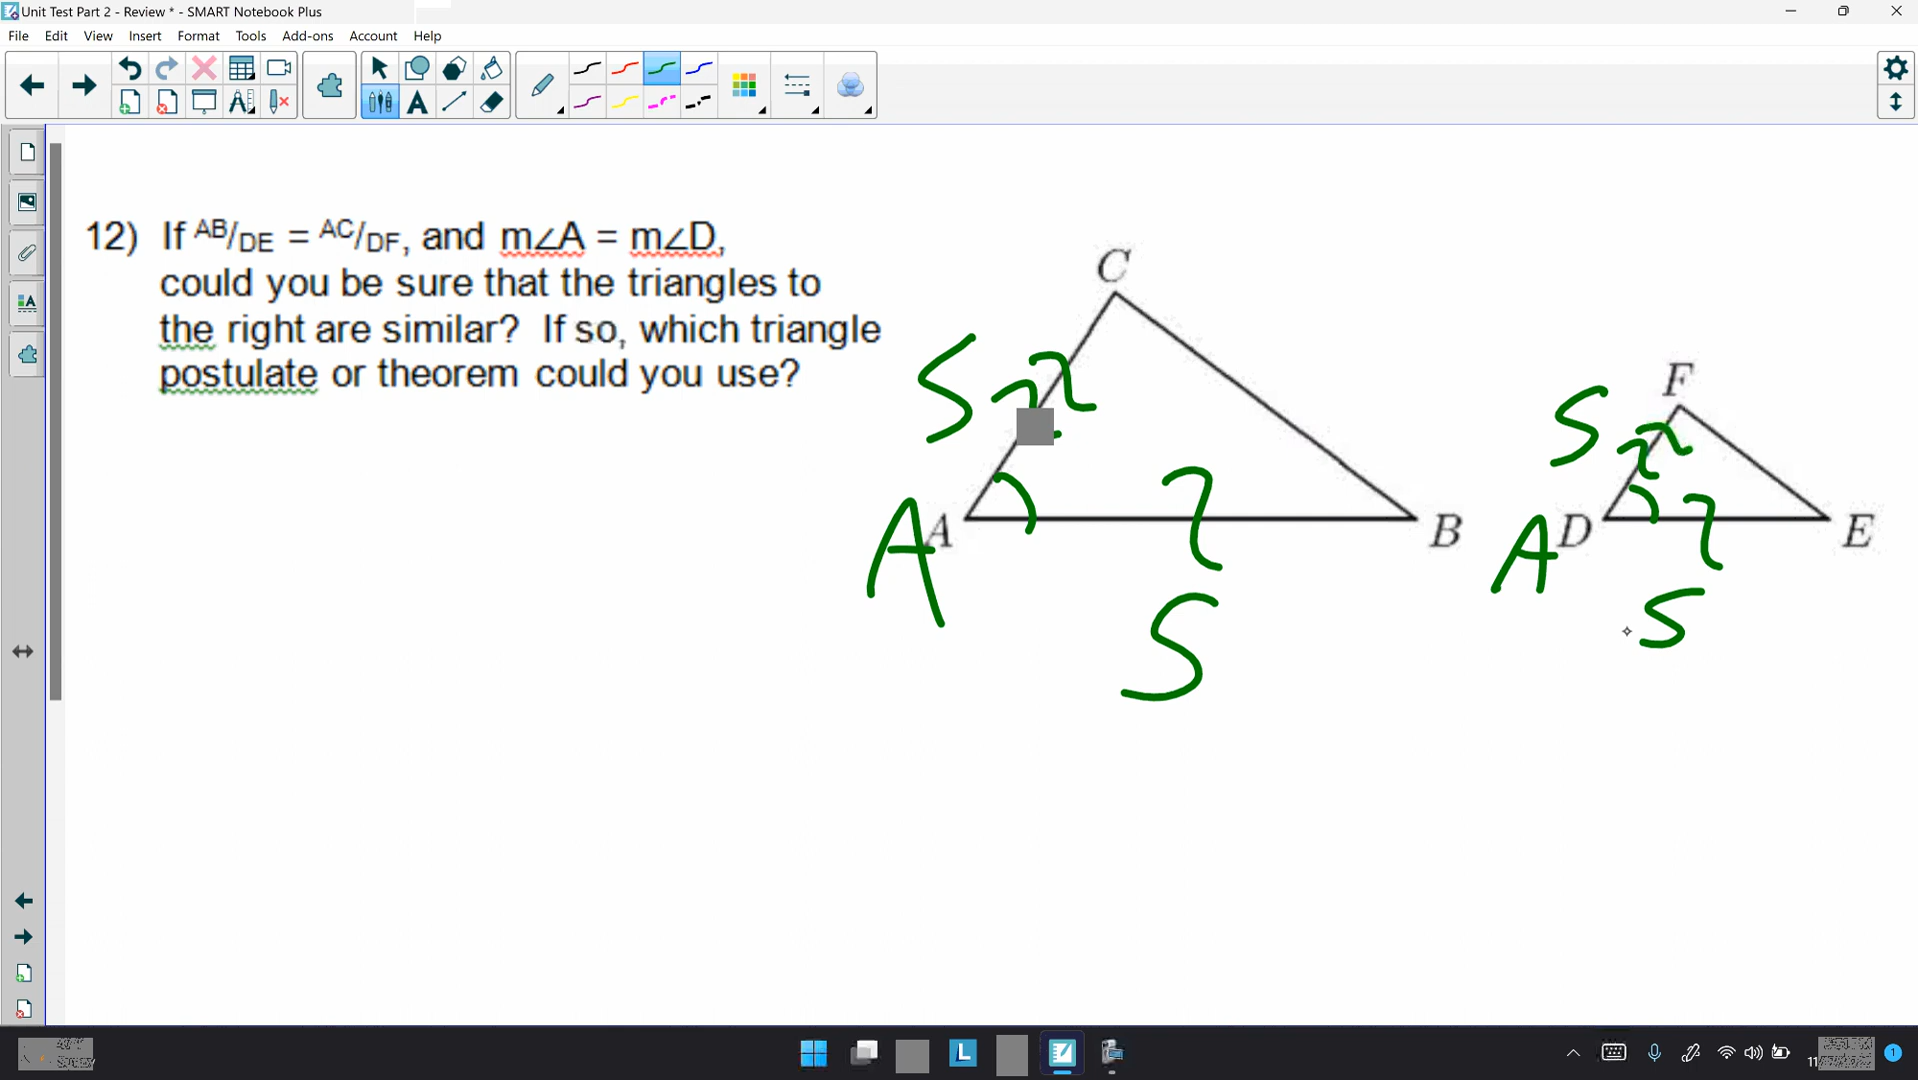 Unit Test Part 2 - Review * - SMART Notebook Plus
File Edit View Insert Format Tools Add-ons Account Help
12) If AB/DE = AC/DF, and m∠A = m∠D,
could you be sure that the triangles to
the right are similar? If so, which triangle
postulate or theorem could you use?
C
S
F
S
A
B
D
E
A
A
S
S
L
11
1